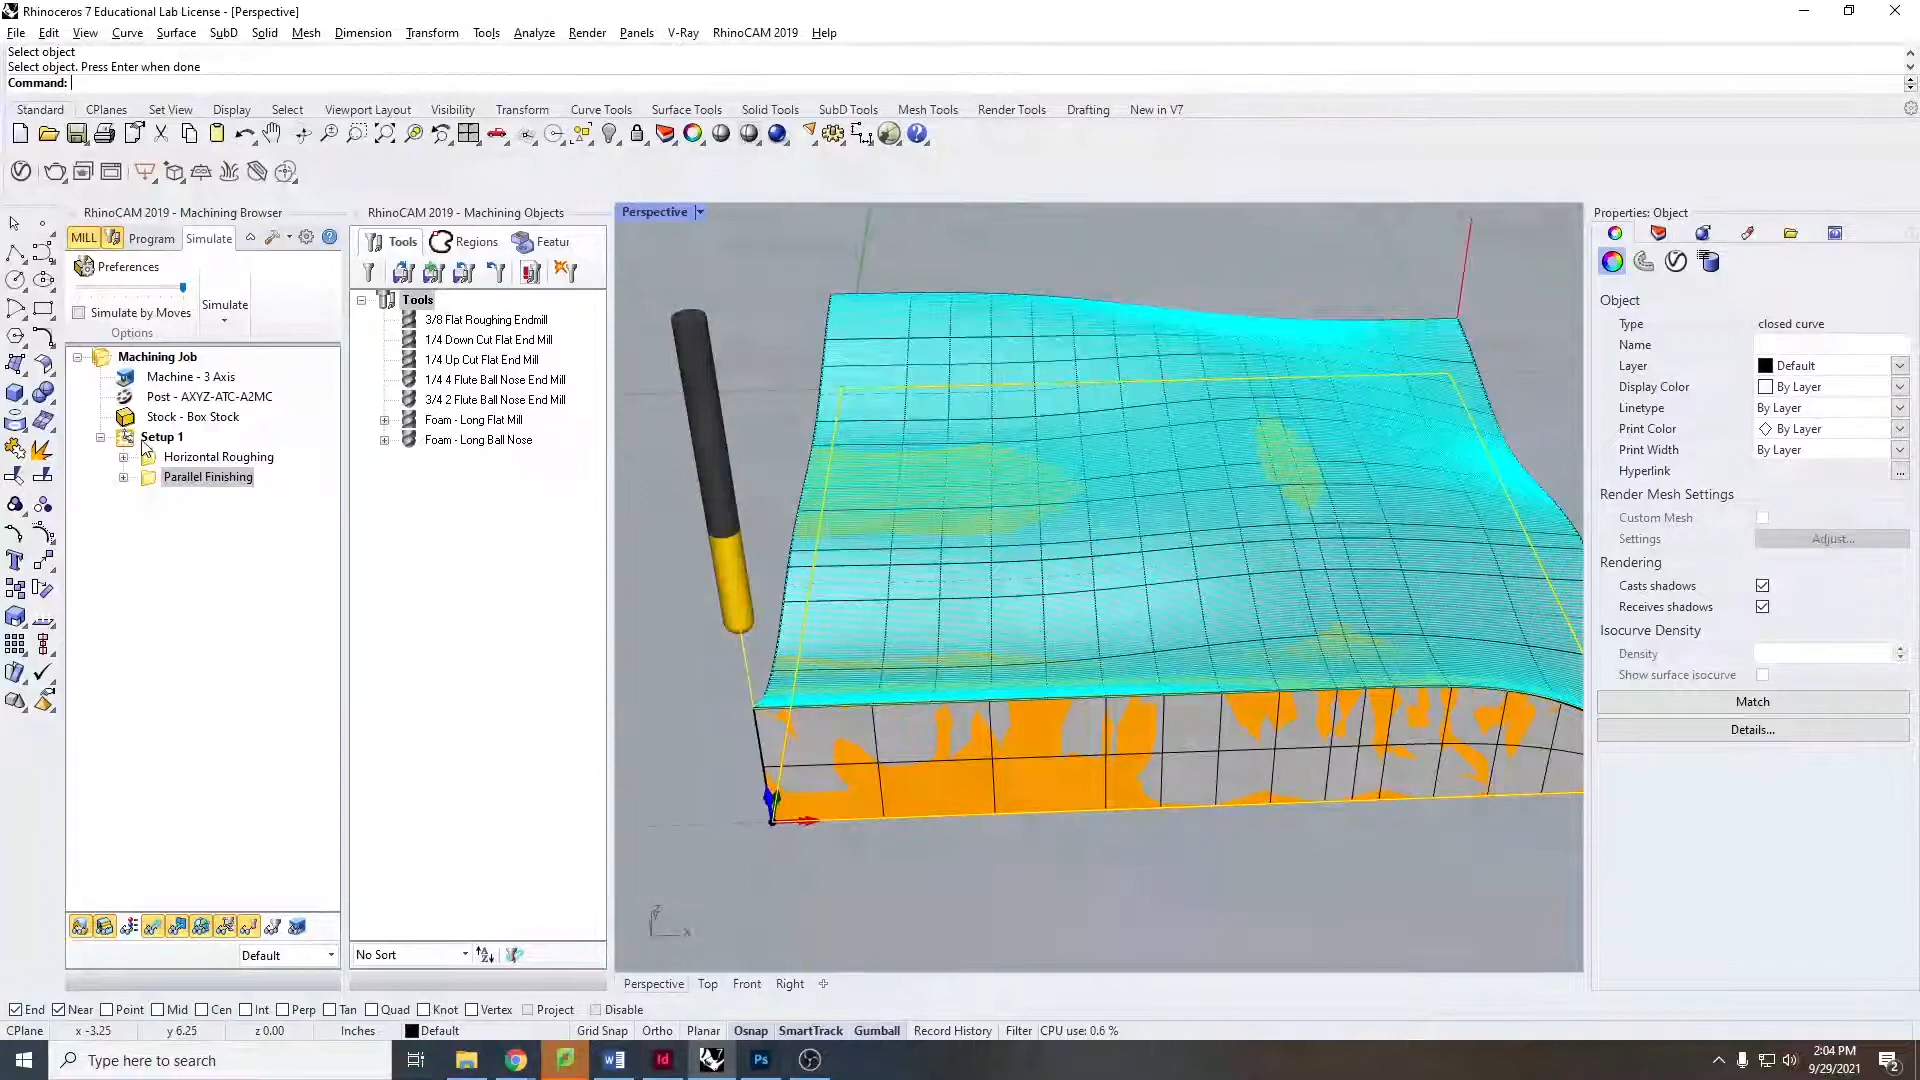 Rhinoceros 7 Educational Lab License - [Perspective]
File Edit View Curve Surface SubD Solid Mesh Dimension Transform Tools Analyze Render Panels V-Ray RhinoCAM 2019 Help
Select object
Select object. Press Enter when done
Command:
Standard CPlanes Set View Display Select Viewport Layout Visibility Transform Curve Tools Surface Tools Solid Tools SubD Tools Mesh Tools Render Tools Drafting New in V7
RhinoCAM 2019 - Machining Browser
MILL Program Simulate
Preferences
Simulate by Moves
Simulate
Options
Machining Job
Machine - 3 Axis
Post - AXYZ-ATC-A2MC
Stock - Box Stock
Setup 1
Horizontal Roughing
Parallel Finishing
Default
RhinoCAM 2019 - Machining Objects
Tools Regions Featur
Tools
3/8 Flat Roughing Endmill
1/4 Down Cut Flat End Mill
1/4 Up Cut Flat End Mill
1/4 4 Flute Ball Nose End Mill
3/4 2 Flute Ball Nose End Mill
Foam - Long Flat Mill
Foam - Long Ball Nose
No Sort
Perspective
x
Perspective Top Front Right
Properties: Object
Object
Type closed curve
Name
Layer Default
Display Color By Layer
Linetype By Layer
Print Color By Layer
Print Width By Layer
Hyperlink ...
Render Mesh Settings
Custom Mesh
Settings Adjust...
Rendering
Casts shadows
Receives shadows
Isocurve Density
Density
Show surface isocurve
Match
Details...
End Near Point Mid Cen Int Perp Tan Quad Knot Vertex Project Disable
CPlane x -3.25 y 6.25 z 0.00 Inches Default Grid Snap Ortho Planar Osnap SmartTrack Gumball Record History Filter CPU use: 0.6 %
Type here to search
2:04 PM
9/29/2021
2